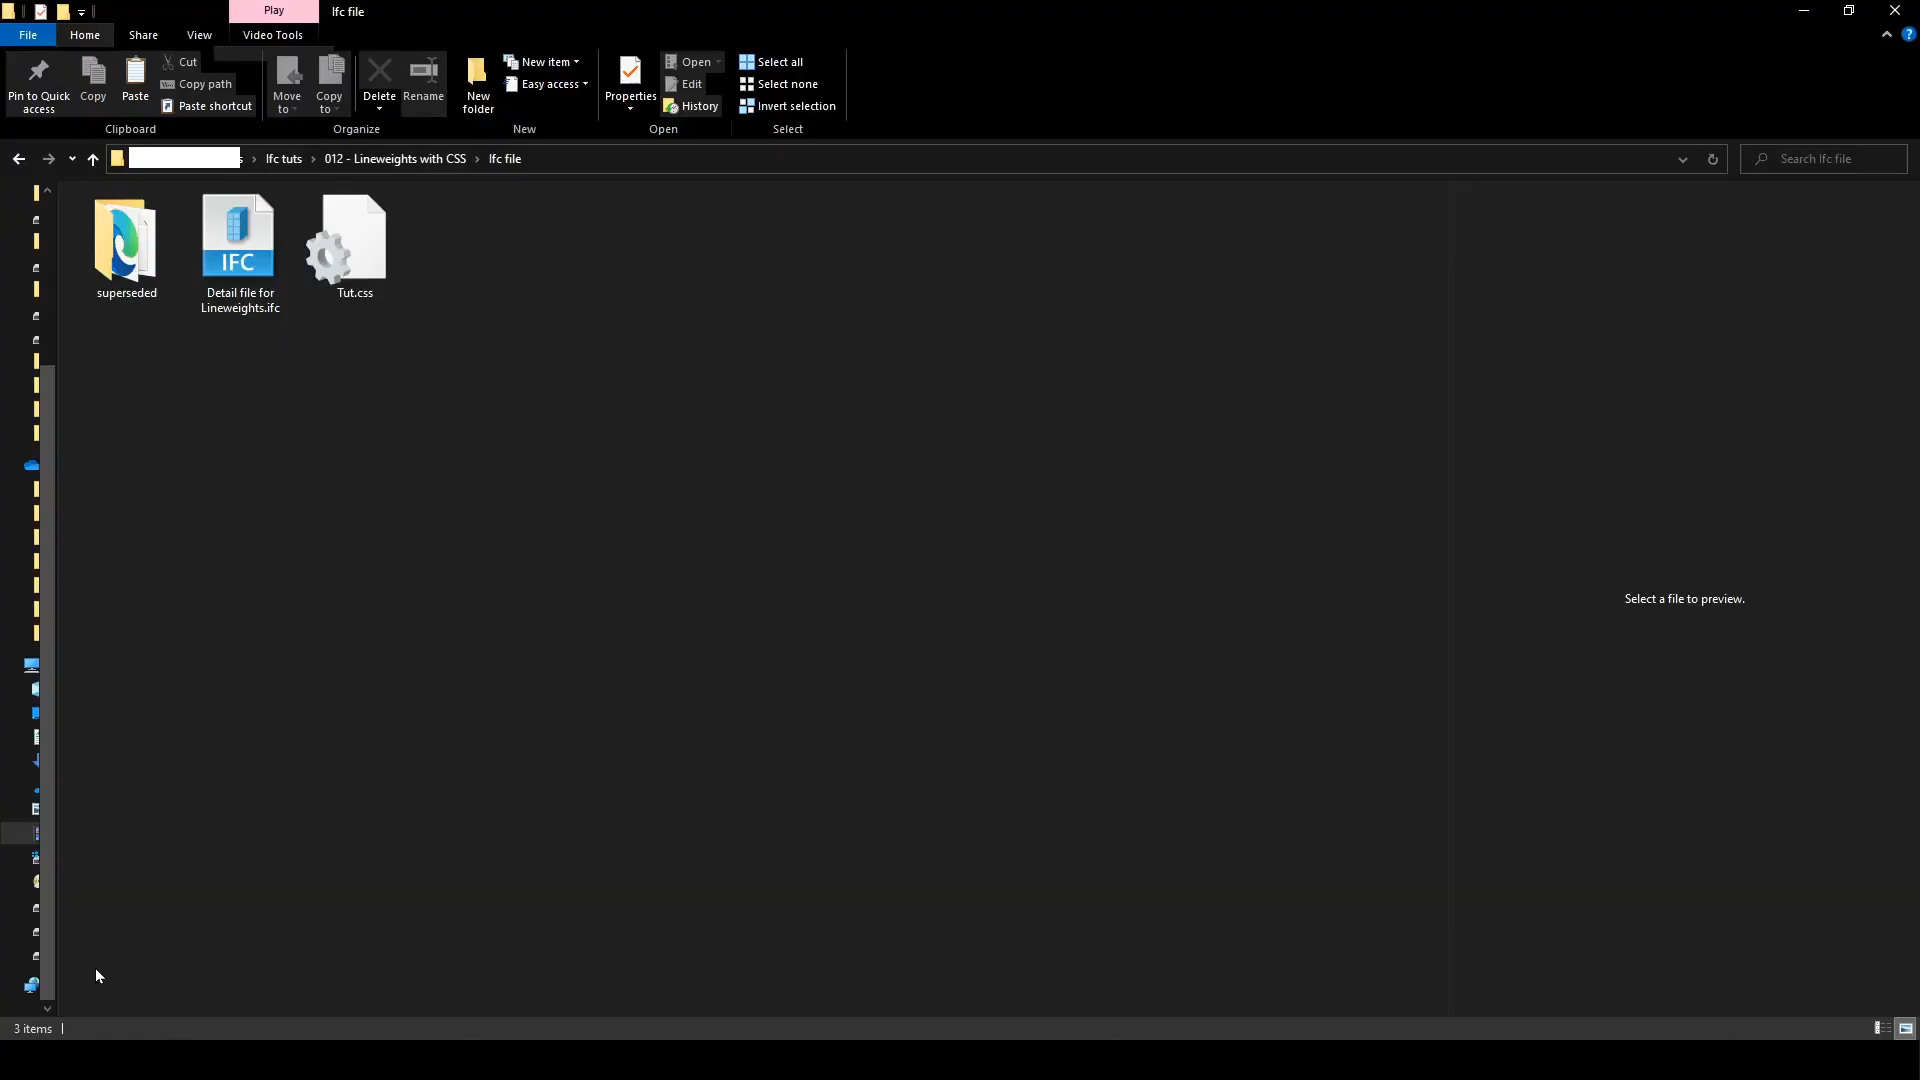 Play
Ifc file
File
Home
Share
View
Video Tools
Pin to Quick
access
Copy
Paste
Cut
Copy path
Paste shortcut
Clipboard
Move
to
Copy
to
Delete
Rename
Organize
New
folder
New item
Easy access
New
Properties
Open
Edit
History
Open
Select all
Select none
Invert selection
Select
s › Ifc tuts › 012 - Lineweights with CSS › Ifc file
Search Ifc file
superseded
IFC
Detail file for
Lineweights.ifc
Tut.css
Select a file to preview.
3 items